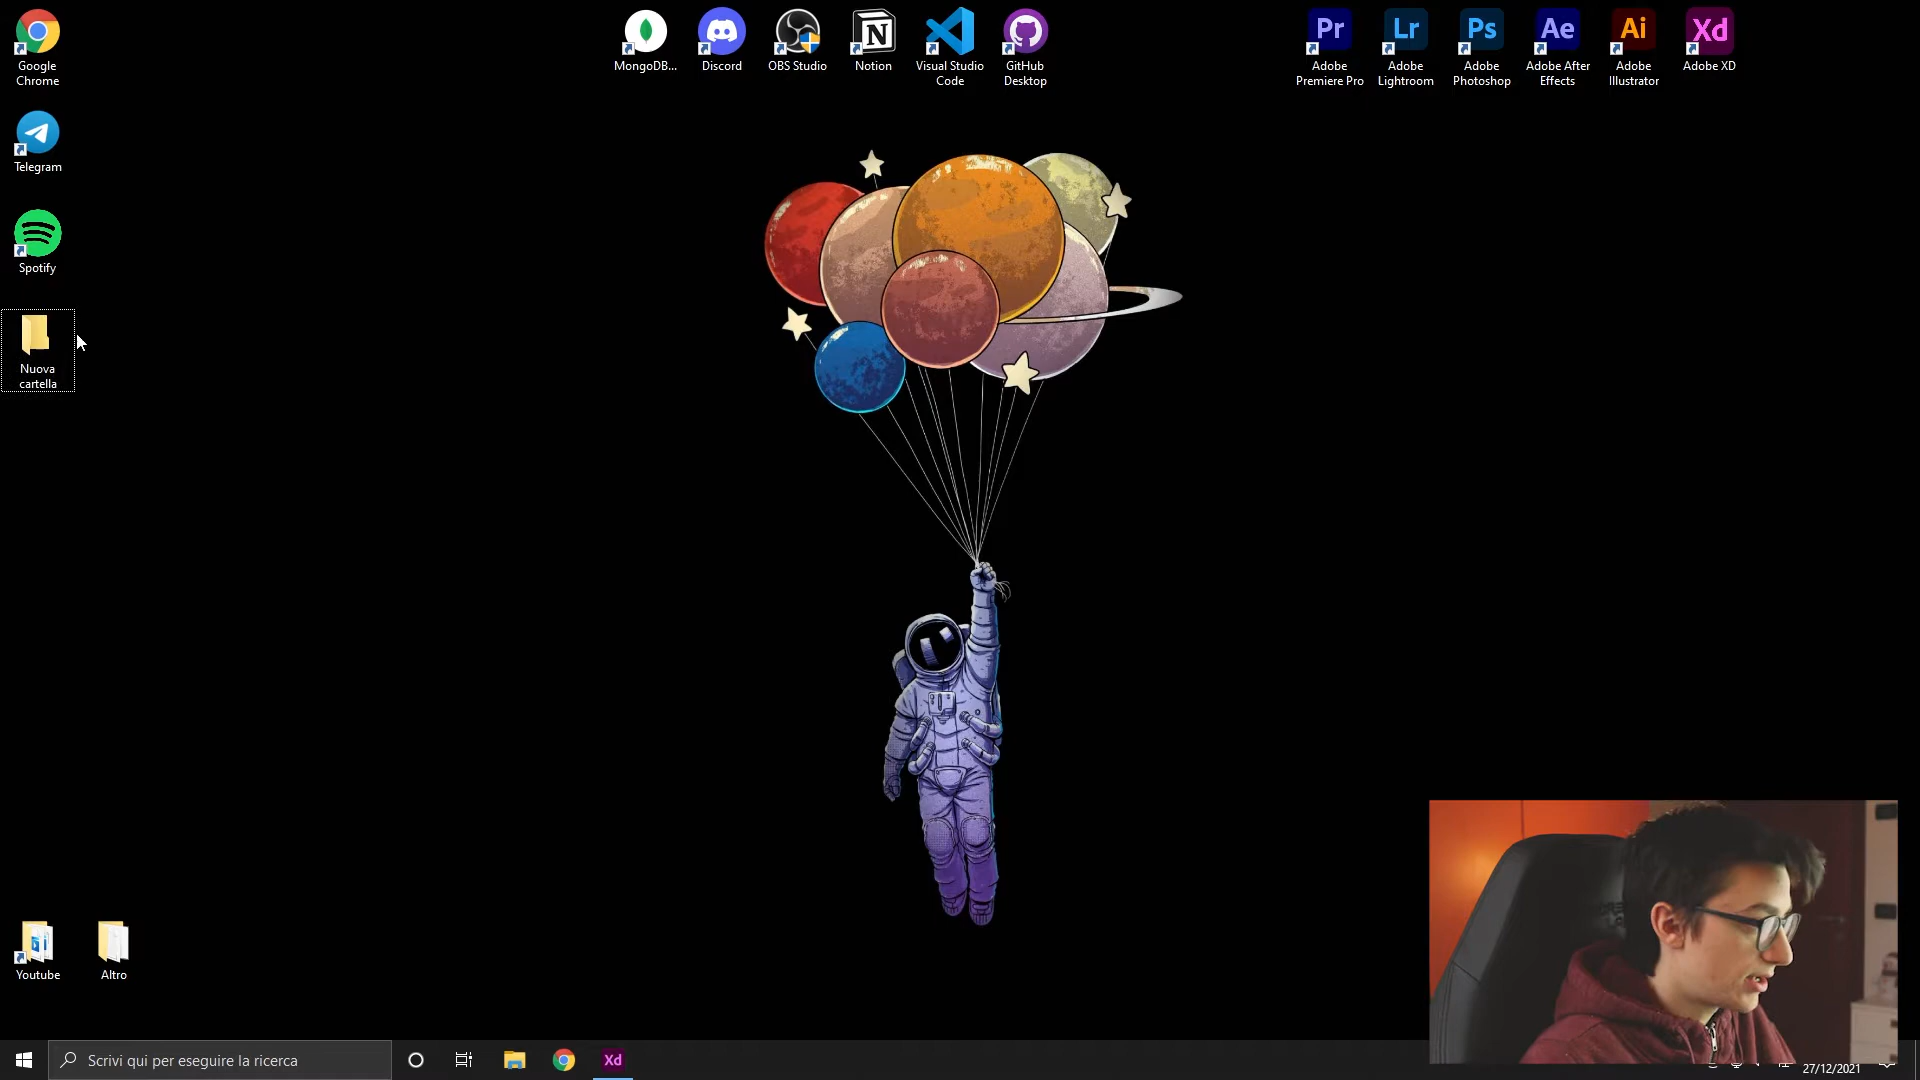 Google
Chrome
MongoDB...
Discord
OBS Studio
N
Notion
Visual Studio
Code
GitHub
Desktop
Pr
Adobe
Premiere Pro
Lr
Adobe
Lightroom
Ps
Adobe
Photoshop
Ae
Adobe After
Effects
Ai
Adobe
Illustrator
Xd
Adobe XD
Telegram
Spotify
Nuova
cartella
Youtube
Altro
Scrivi qui per eseguire la ricerca
Xd
27/12/2021